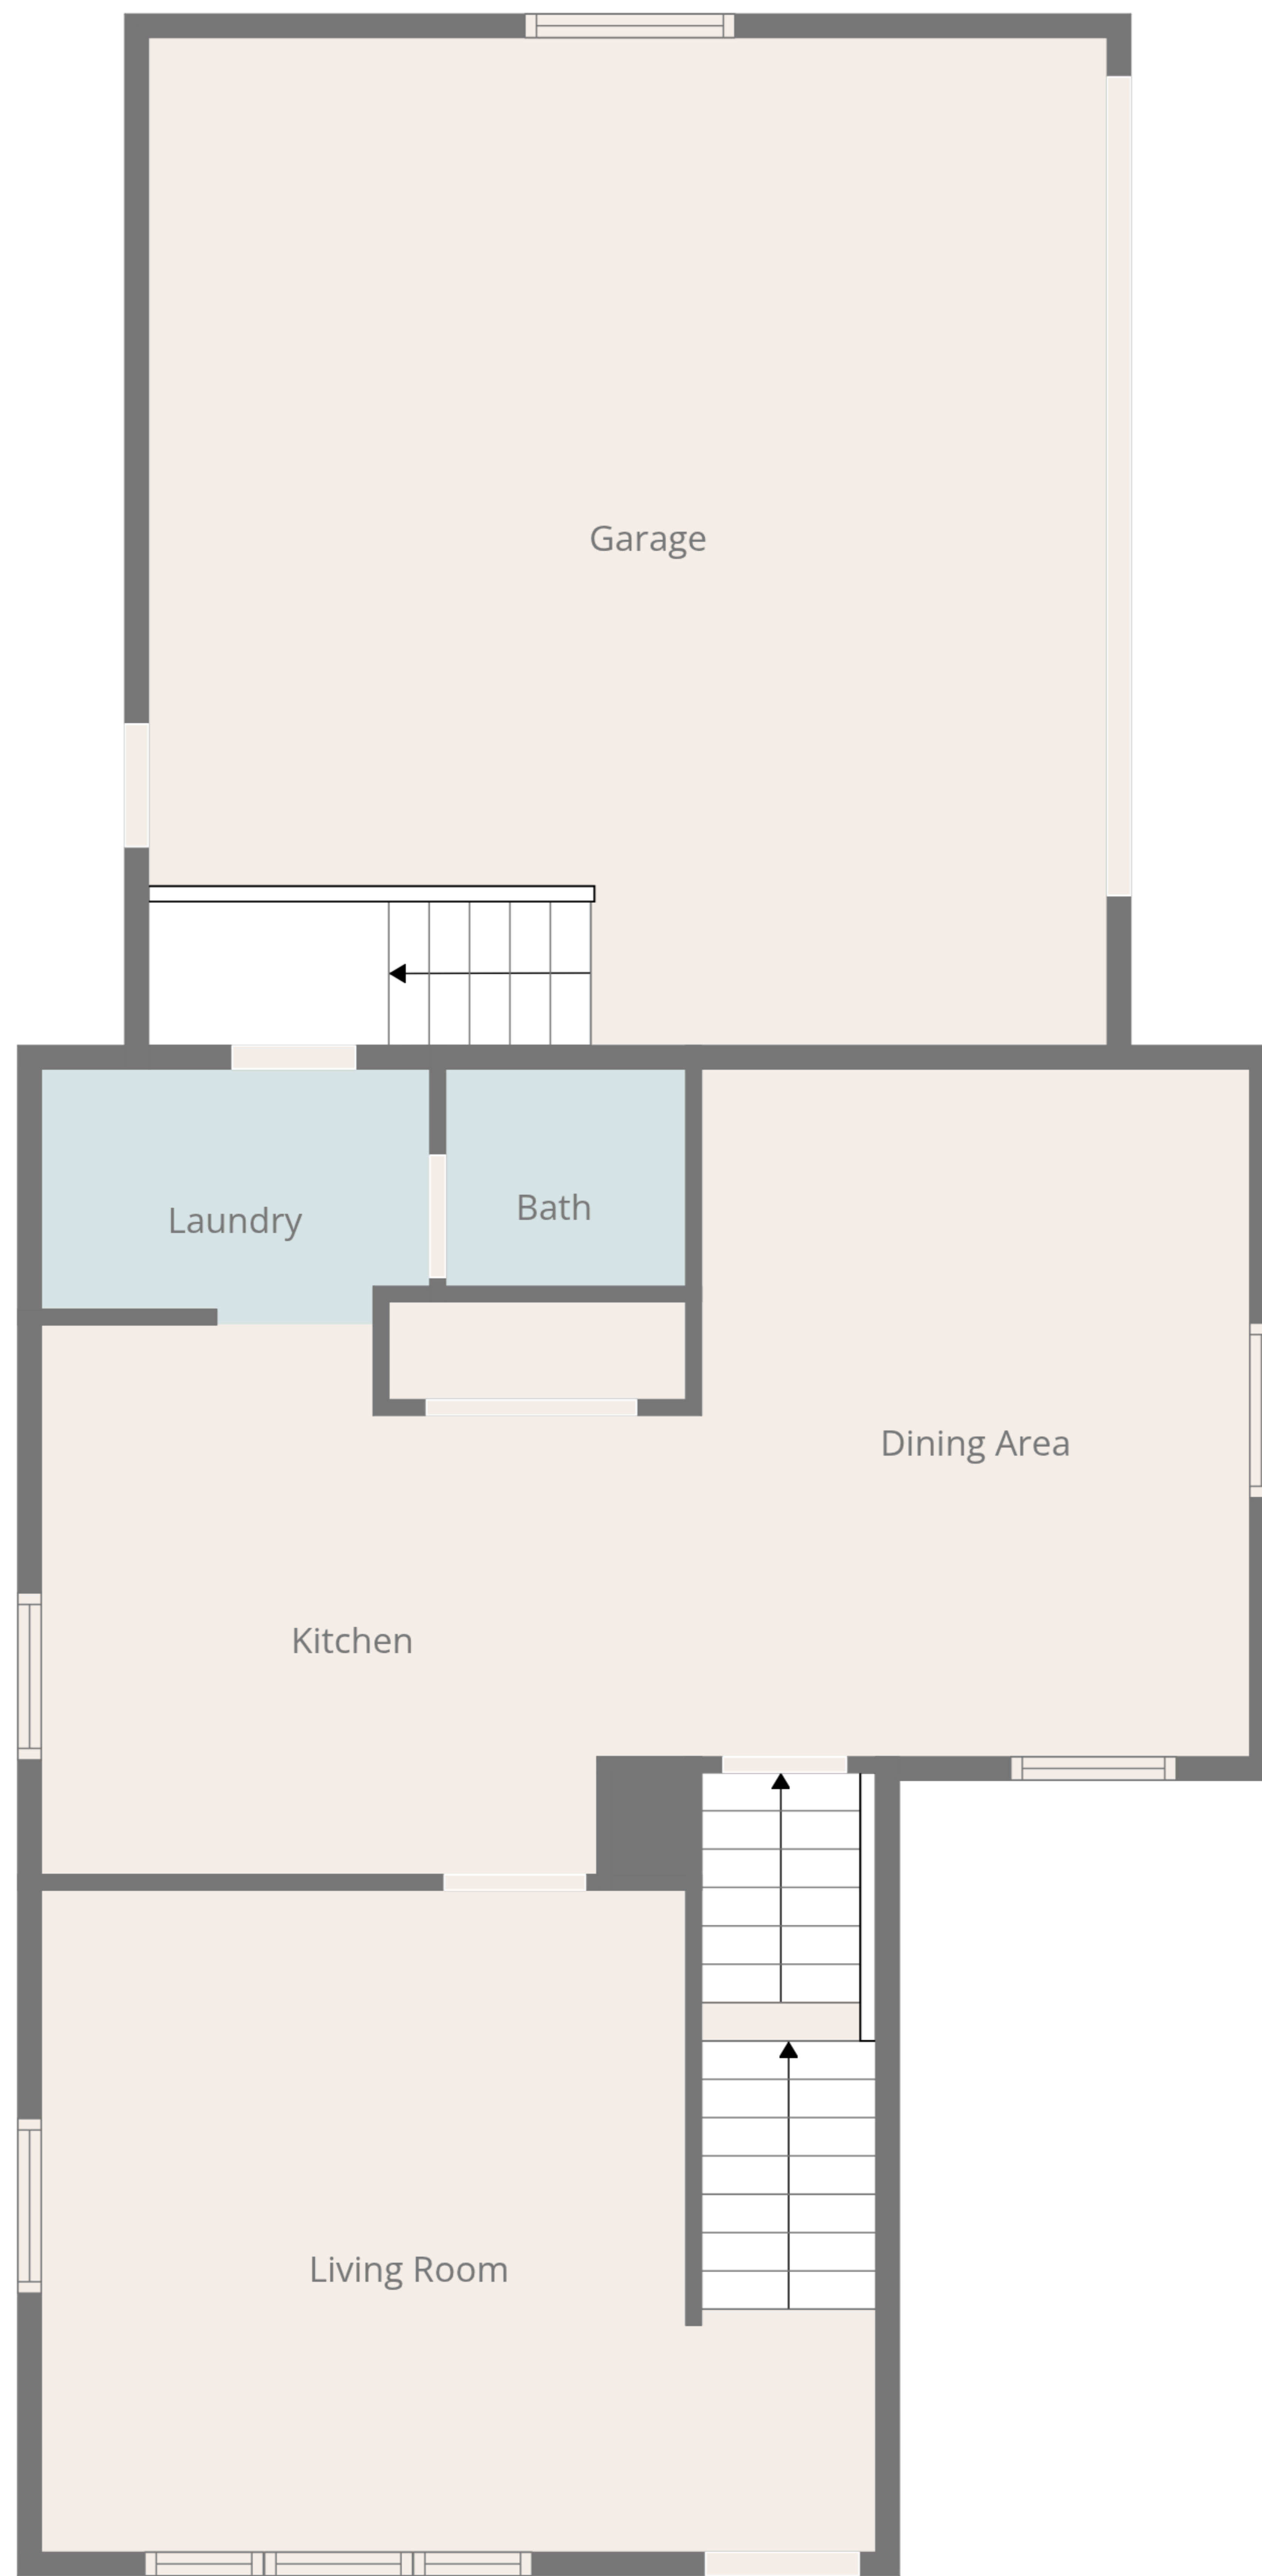 Garage
Laundry
Bath
Dining Area
Kitchen
Living Room